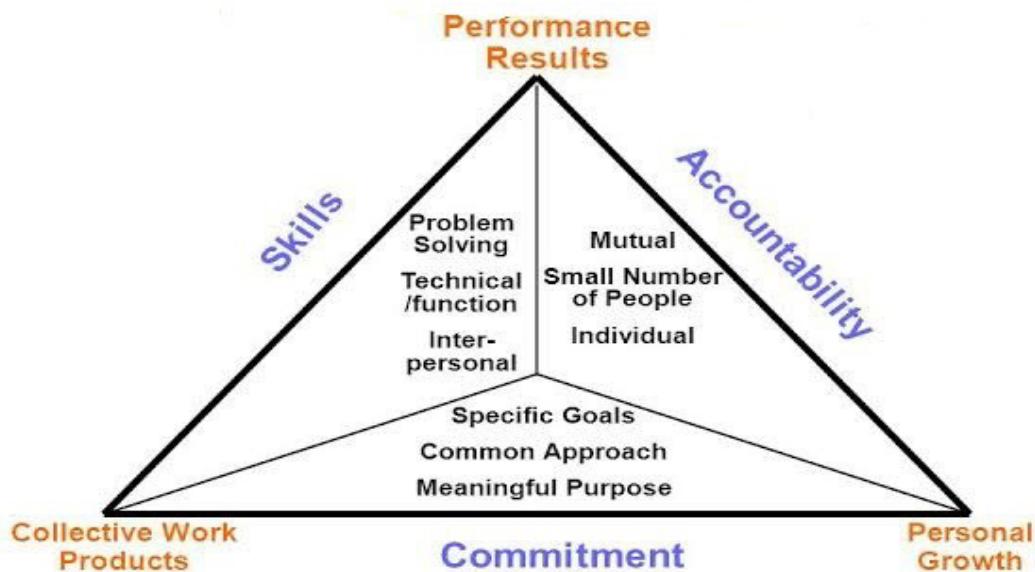 Performance
Results
Skills
Accountability
Problem
Solving
Technical
/function
Inter-
personal
Mutual
Small Number
of People
Individual
Specific Goals
Common Approach
Meaningful Purpose
Collective Work
Products
Commitment
Personal
Growth